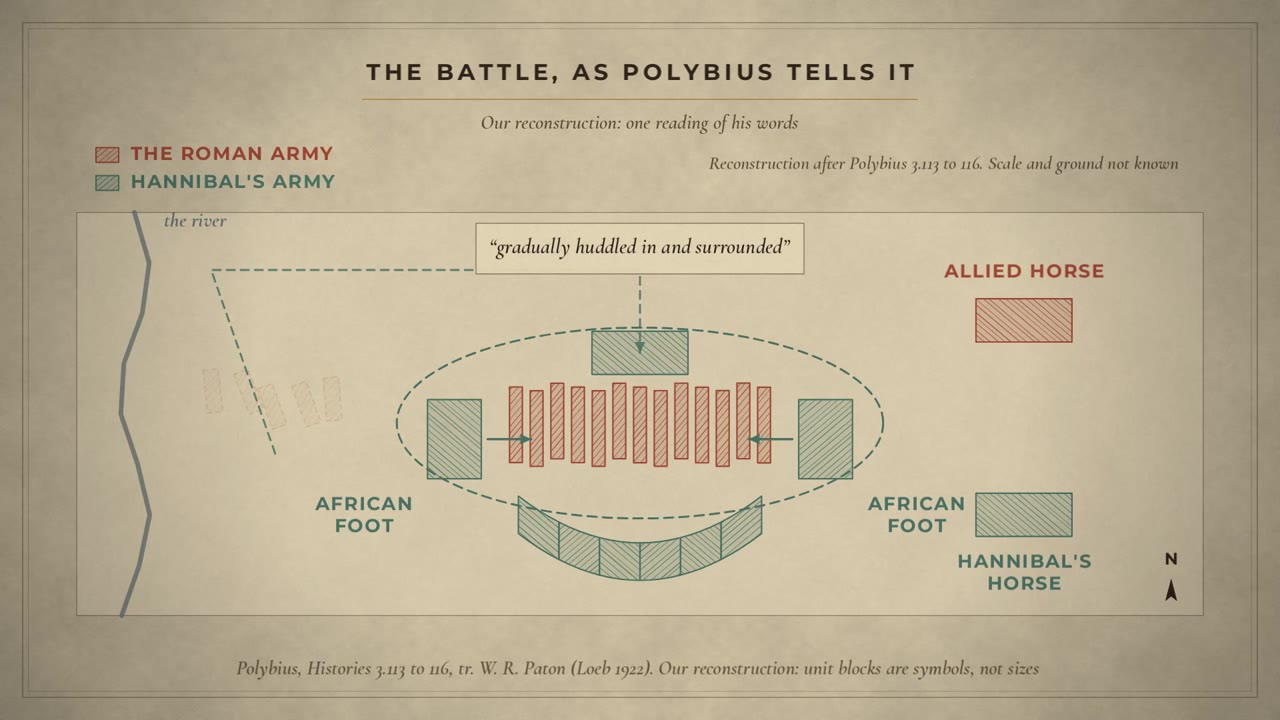 THE BATTLE, AS POLYBIUS TELLS IT
Our reconstruction: one reading of his words
THE ROMAN ARMY
HANNIBAL'S ARMY
Reconstruction after Polybius 3.113 to 116. Scale and ground not known
the river
“gradually huddled in and surrounded”
ALLIED HORSE
AFRICAN
FOOT
AFRICAN
FOOT
HANNIBAL'S
HORSE
N
Polybius, Histories 3.113 to 116, tr. W. R. Paton (Loeb 1922). Our reconstruction: unit blocks are symbols, not sizes